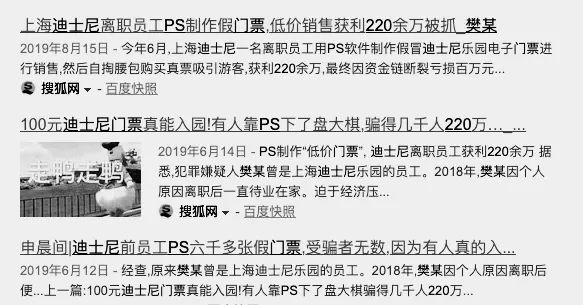 上海迪士尼离职员工PS制作假门票,低价销售获利220余万被抓_樊某
2019年8月15日 - 今年6月,上海迪士尼一名离职员工用PS软件制作假冒迪士尼乐园电子门票进
行销售,然后自掏腰包购买真票吸引游客,获利220余万,最终因资金链断裂亏损百万元...
搜狐网 - 百度快照
100元迪士尼门票真能入园!有人靠PS下了盘大棋,骗得几千人220万…_...
走鸭走鸭
2019年6月14日 - PS制作“低价门票”, 迪士尼离职员工获利220余万 据
悉,犯罪嫌疑人樊某曾是上海迪士尼乐园的员工。2018年,樊某因个人
原因离职后一直待业在家。迫于经济压...
搜狐网 - 百度快照
申晨间|迪士尼前员工PS六千多张假门票,受骗者无数,因为有人真的入...
2019年6月12日 - 经查,原来樊某曾是上海迪士尼乐园的员工。2018年,樊某因个人原因离职后
便...上一篇:100元迪士尼门票真能入园!有人靠PS下了盘大棋,骗得几千人220万...